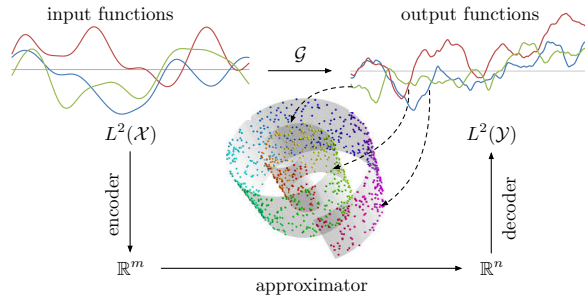 input functions
output functions
𝒢
L²(𝒳)
L²(𝒴)
encoder
decoder
ℝᵐ
ℝⁿ
approximator